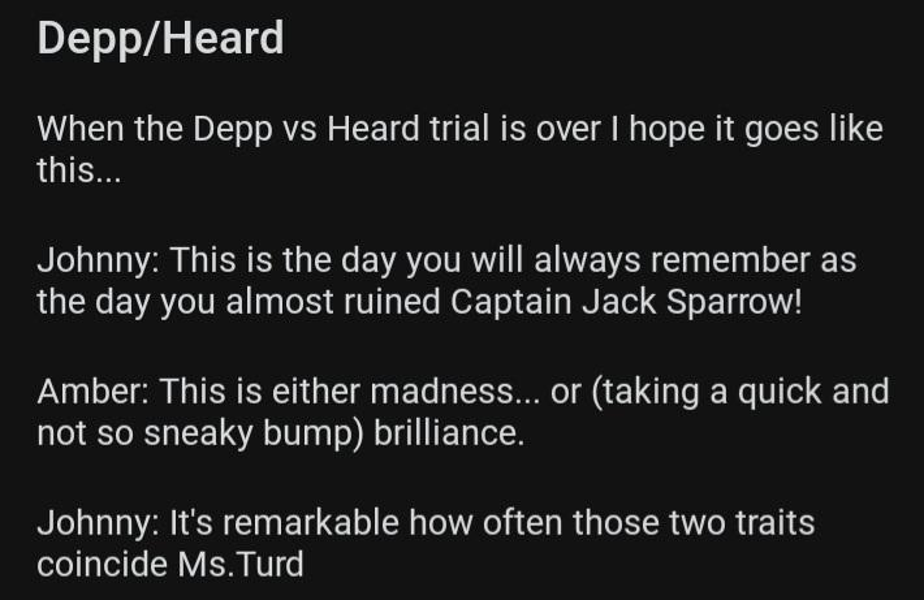 Depp/Heard
When the Depp vs Heard trial is over I hope it goes like
this...
Johnny: This is the day you will always remember as
the day you almost ruined Captain Jack Sparrow!
Amber: This is either madness... or (taking a quick and
not so sneaky bump) brilliance.
Johnny: It's remarkable how often those two traits
coincide Ms.Turd